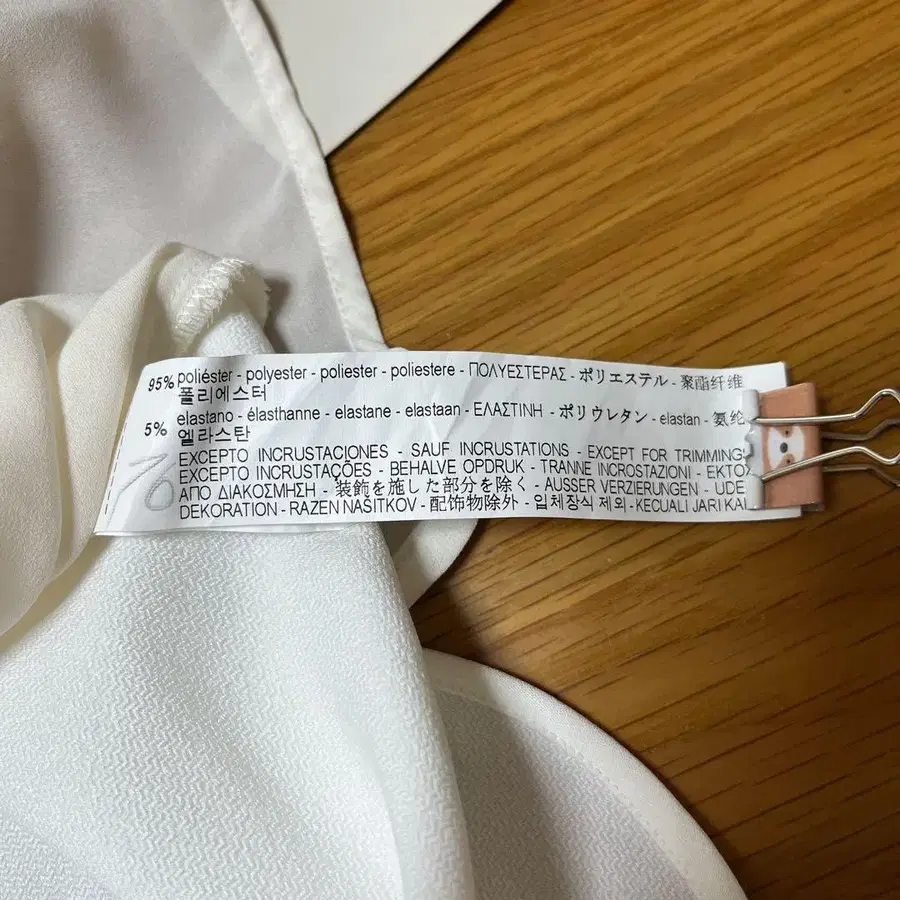 95% poliéster - polyester - poliester - poliestere - ΠΟΛΥΕΣΤΕΡΑΣ - ポリエステル - 聚酯纤维
폴리에스터
5% elastano - élasthanne - elastane - elastaan - ΕΛΑΣΤΙΝΗ - ポリウレタン - elastan - 氨纶
엘라스탄
EXCEPTO INCRUSTACIONES - SAUF INCRUSTATIONS - EXCEPT FOR TRIMMING
EXCEPTO INCRUSTAÇÕES - BEHALVE OPDRUK - TRANNE INCROSTAZIONI - ΕΚΤΟΣ
ΑΠΟ ΔΙΑΚΟΣΜΗΣΗ - 装飾を施した部分を除く - AUSSER VERZIERUNGEN - UDE
DEKORATION - RAZEN NAŠITKOV - 配饰物除外 - 입체장식 제외 - KECUALI JARI KAI